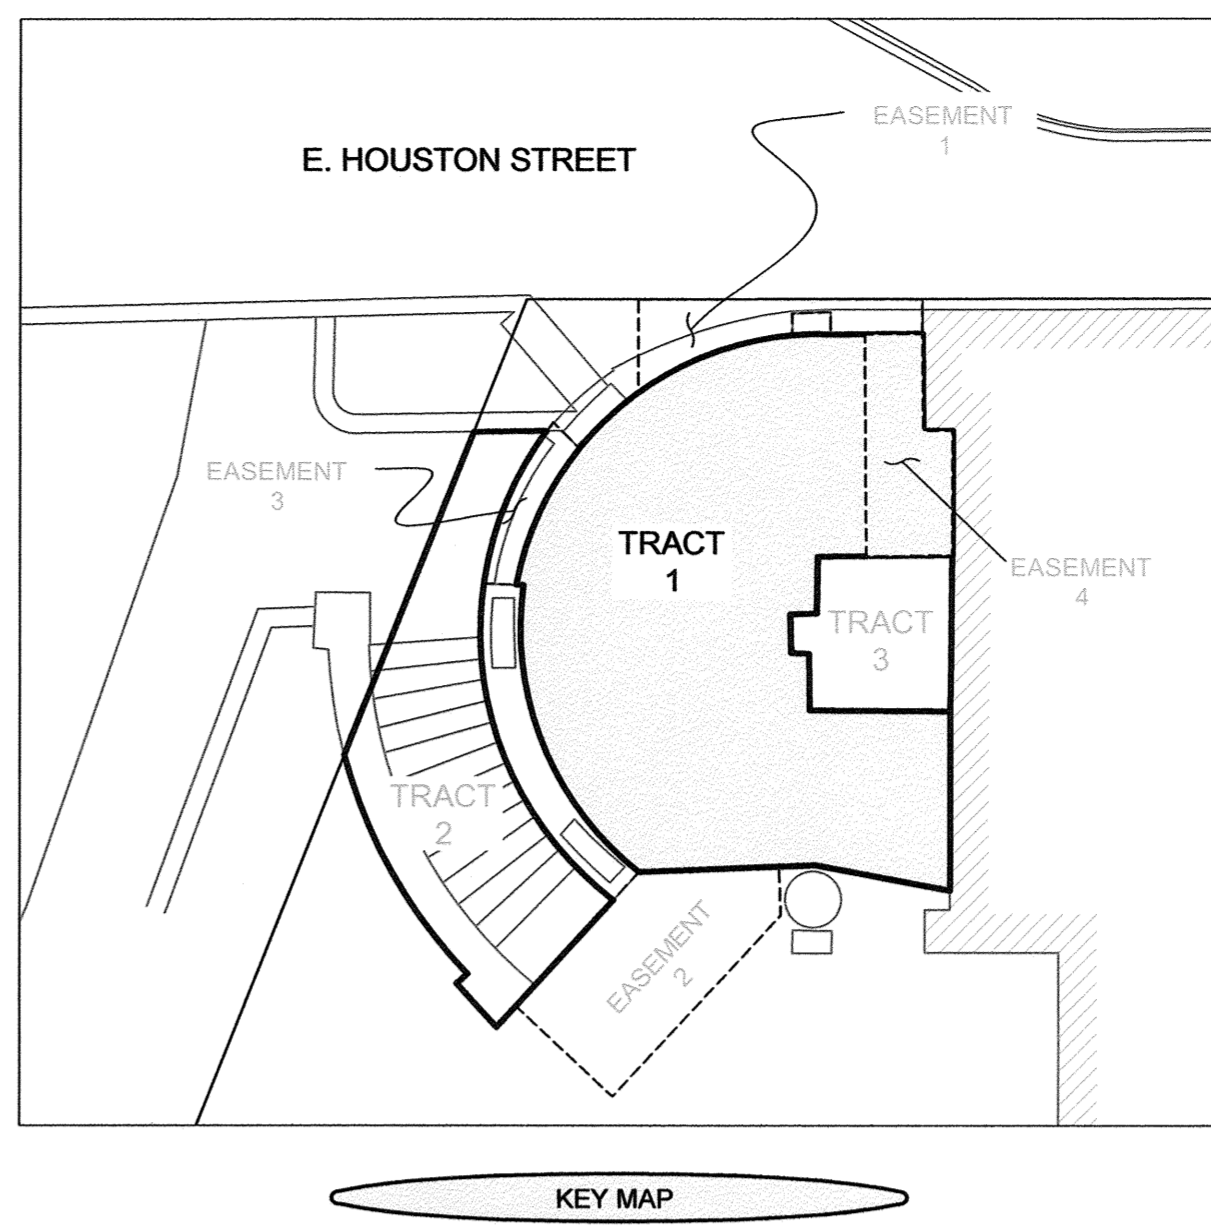 EASEMENT
1
E. HOUSTON STREET
EASEMENT
3
TRACT
1
EASEMENT
4
TRACT
3
TRACT
2
EASEMENT
2
KEY MAP